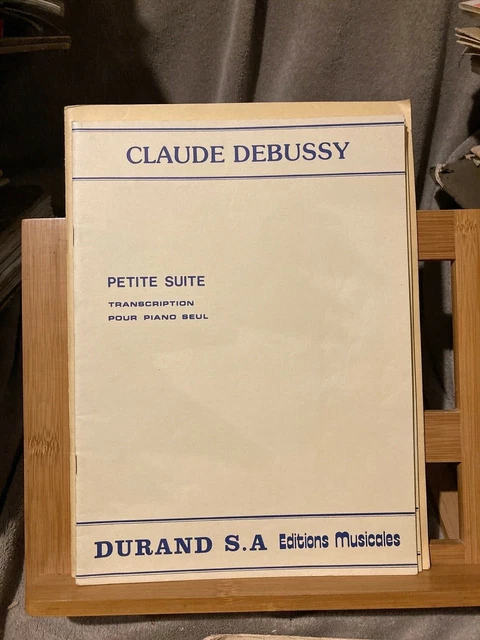 CLAUDE DEBUSSY
PETITE SUITE
TRANSCRIPTION
POUR PIANO SEUL
DURAND S.A Editions Musicales